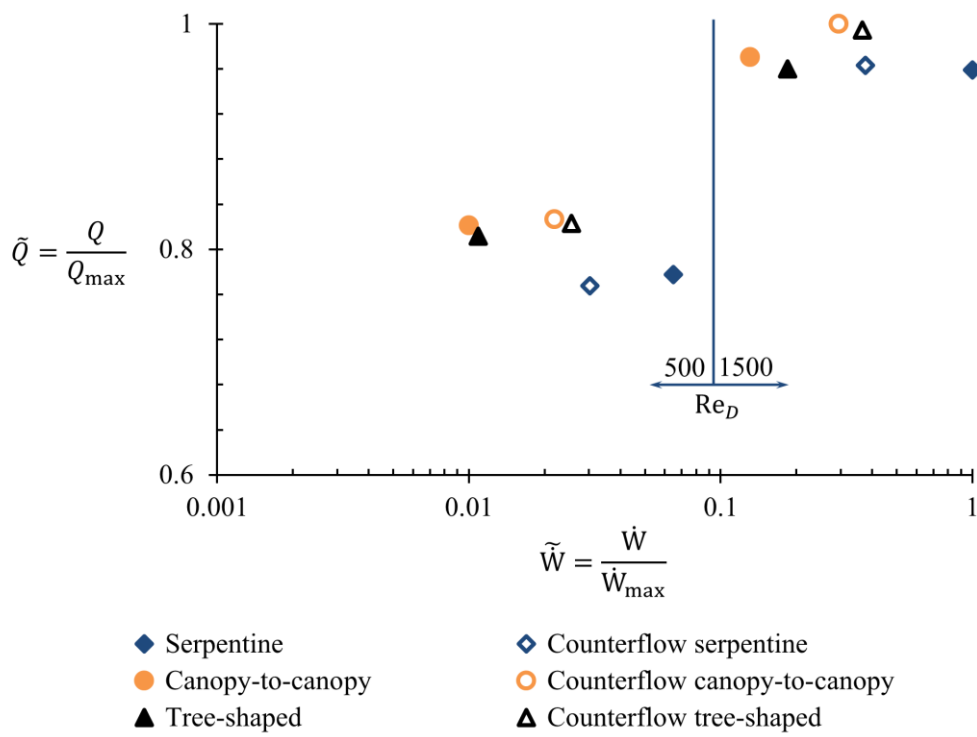 1
0.8
0.6
Q̃ = Q / Q_max
500 1500
Re_D
0.001 0.01 0.1 1
Ẇ̃ = Ẇ / Ẇ_max
Serpentine Counterflow serpentine
Canopy-to-canopy Counterflow canopy-to-canopy
Tree-shaped Counterflow tree-shaped